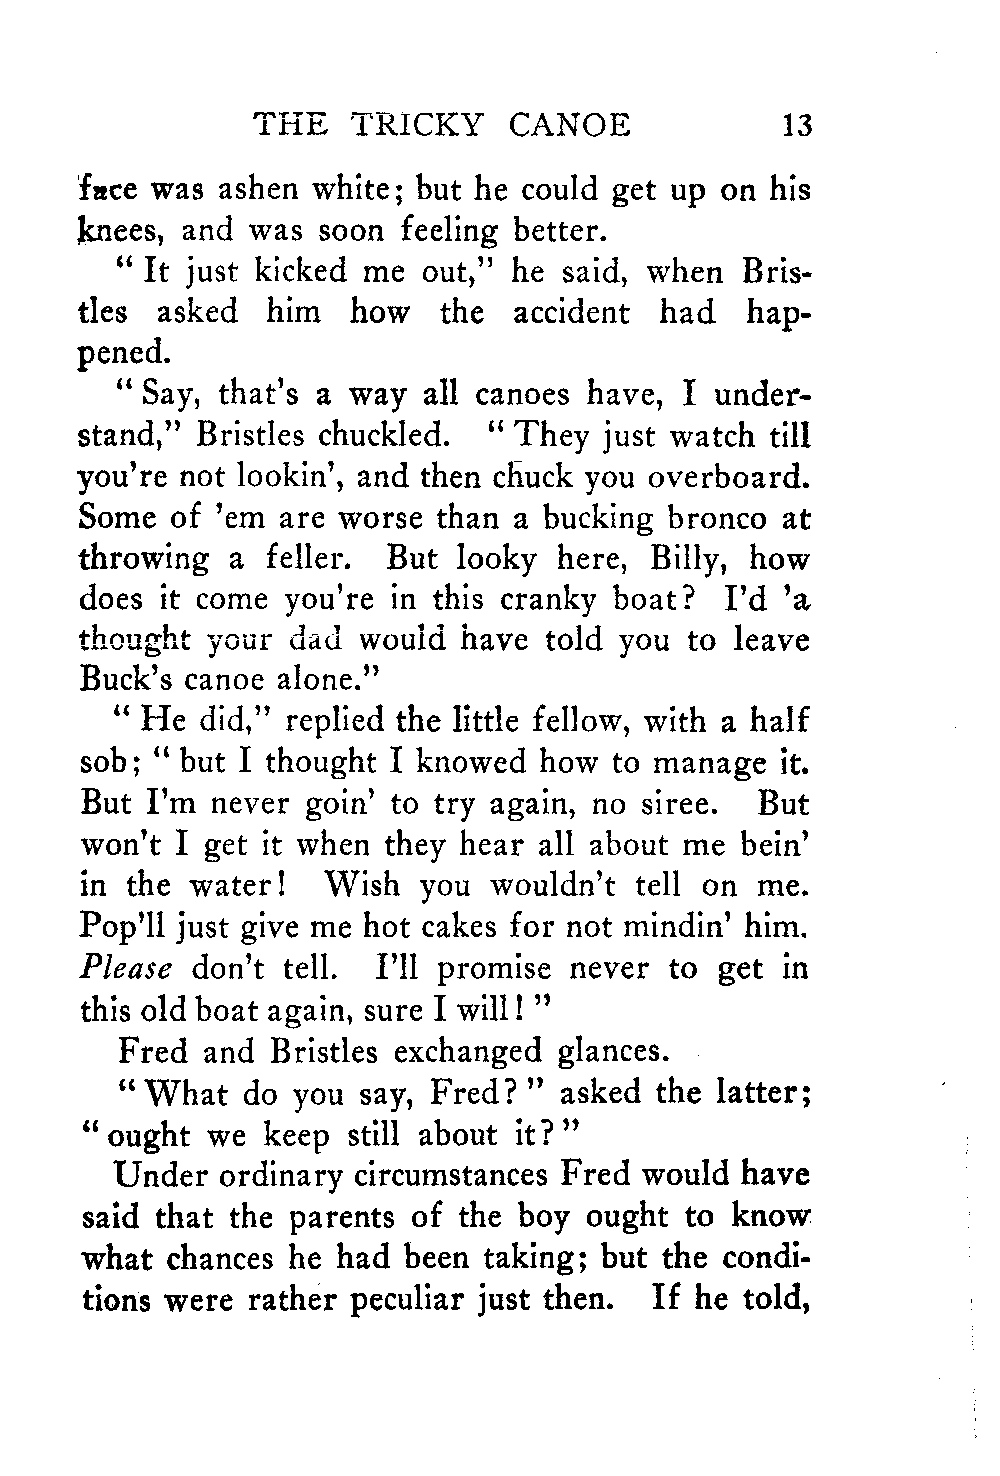 THE TRICKY CANOE 13
face was ashen white; but he could get up on his
knees, and was soon feeling better.
" It just kicked me out," he said, when Bris-
tles asked him how the accident had hap-
pened.
" Say, that's a way all canoes have, I under-
stand," Bristles chuckled. " They just watch till
you're not lookin', and then chuck you overboard.
Some of 'em are worse than a bucking bronco at
throwing a feller. But looky here, Billy, how
does it come you're in this cranky boat? I'd 'a
thought your dad would have told you to leave
Buck's canoe alone."
" He did," replied the little fellow, with a half
sob; " but I thought I knowed how to manage it.
But I'm never goin' to try again, no siree. But
won't I get it when they hear all about me bein'
in the water! Wish you wouldn't tell on me.
Pop'll just give me hot cakes for not mindin' him.
Please don't tell. I'll promise never to get in
this old boat again, sure I will! "
Fred and Bristles exchanged glances.
" What do you say, Fred? " asked the latter;
" ought we keep still about it? "
Under ordinary circumstances Fred would have
said that the parents of the boy ought to know
what chances he had been taking; but the condi-
tions were rather peculiar just then. If he told,